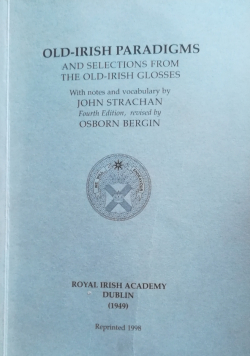 OLD-IRISH PARADIGMS
AND SELECTIONS FROM
THE OLD-IRISH GLOSSES
With notes and vocabulary by
JOHN STRACHAN
Fourth Edition, revised by
OSBORN BERGIN
ROYAL IRISH ACADEMY
DUBLIN
(1949)
Reprinted 1998